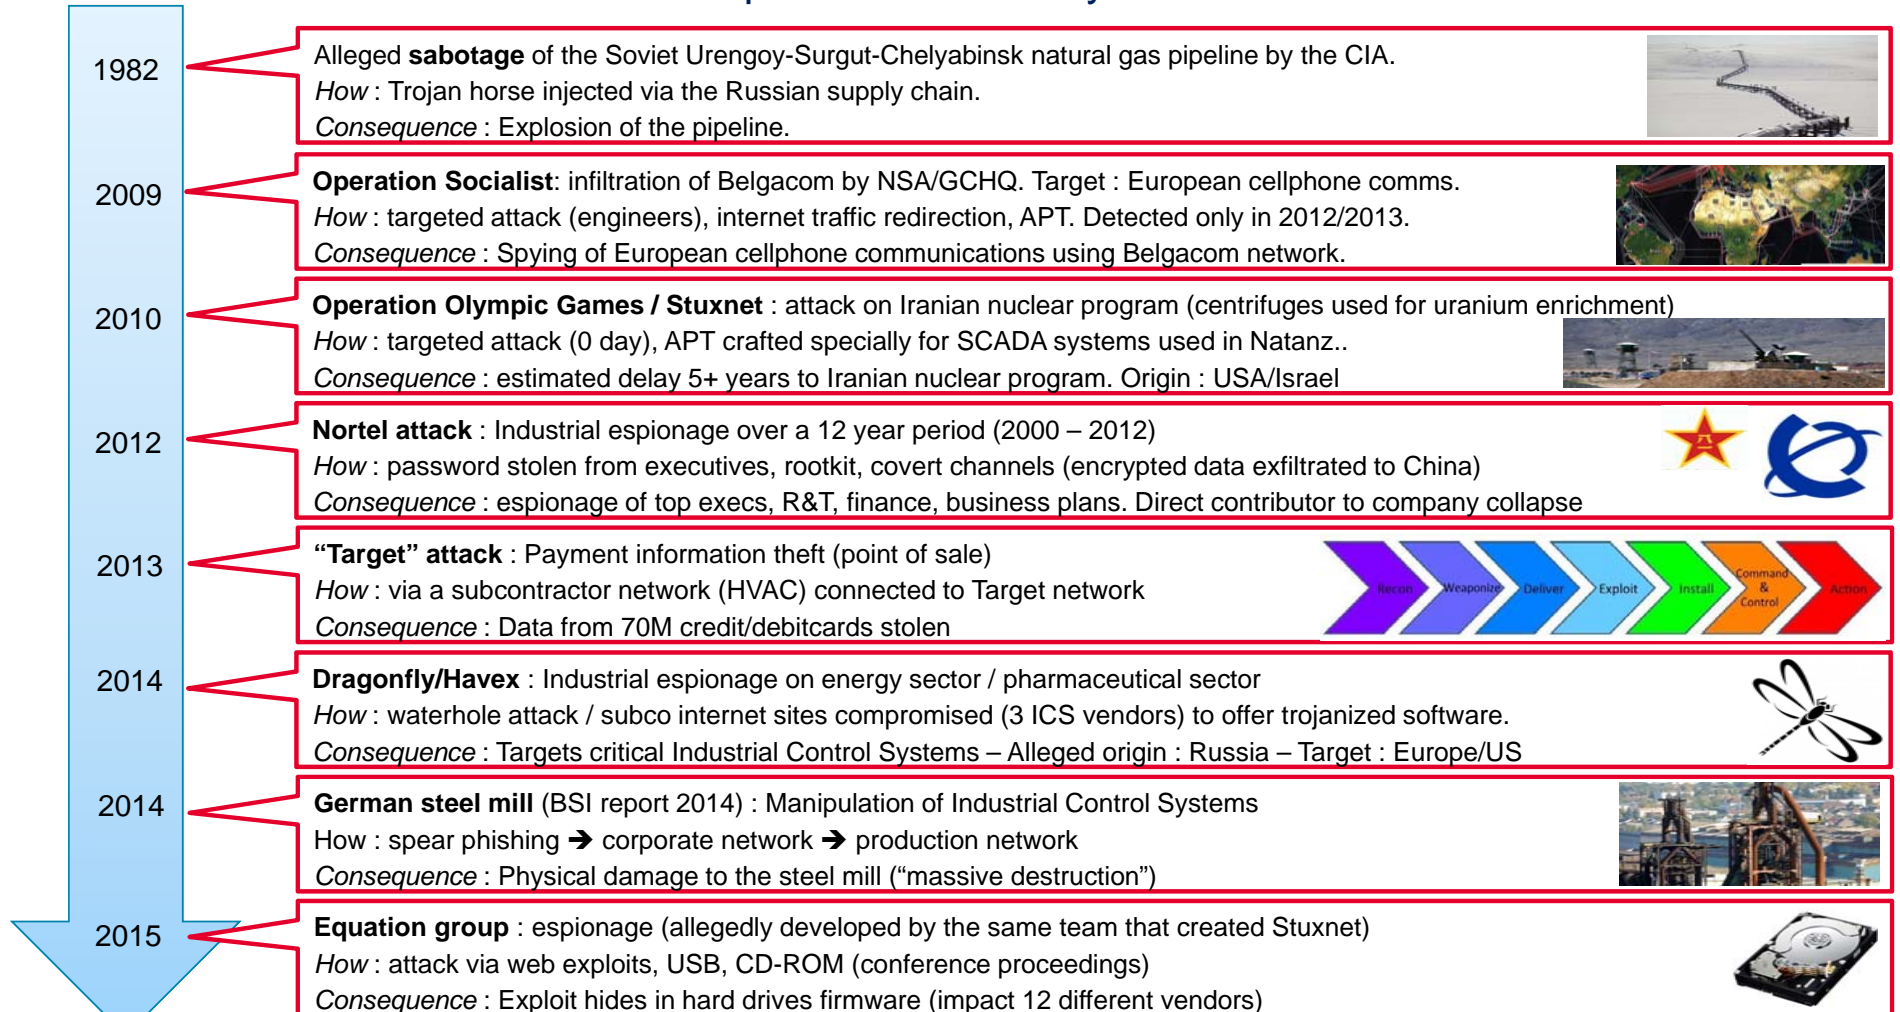 1982
Alleged sabotage of the Soviet Urengoy-Surgut-Chelyabinsk natural gas pipeline by the CIA.
How : Trojan horse injected via the Russian supply chain.
Consequence : Explosion of the pipeline.
2009
Operation Socialist: infiltration of Belgacom by NSA/GCHQ. Target : European cellphone comms.
How : targeted attack (engineers), internet traffic redirection, APT. Detected only in 2012/2013.
Consequence : Spying of European cellphone communications using Belgacom network.
2010
Operation Olympic Games / Stuxnet : attack on Iranian nuclear program (centrifuges used for uranium enrichment)
How : targeted attack (0 day), APT crafted specially for SCADA systems used in Natanz..
Consequence : estimated delay 5+ years to Iranian nuclear program. Origin : USA/Israel
2012
Nortel attack : Industrial espionage over a 12 year period (2000 – 2012)
How : password stolen from executives, rootkit, covert channels (encrypted data exfiltrated to China)
Consequence : espionage of top execs, R&T, finance, business plans. Direct contributor to company collapse
2013
“Target” attack : Payment information theft (point of sale)
How : via a subcontractor network (HVAC) connected to Target network
Consequence : Data from 70M credit/debitcards stolen
Recon
Weaponize
Deliver
Exploit
Install
Command
&
Control
Action
2014
Dragonfly/Havex : Industrial espionage on energy sector / pharmaceutical sector
How : waterhole attack / subco internet sites compromised (3 ICS vendors) to offer trojanized software.
Consequence : Targets critical Industrial Control Systems – Alleged origin : Russia – Target : Europe/US
2014
German steel mill (BSI report 2014) : Manipulation of Industrial Control Systems
How : spear phishing ➔ corporate network ➔ production network
Consequence : Physical damage to the steel mill (“massive destruction”)
2015
Equation group : espionage (allegedly developed by the same team that created Stuxnet)
How : attack via web exploits, USB, CD-ROM (conference proceedings)
Consequence : Exploit hides in hard drives firmware (impact 12 different vendors)